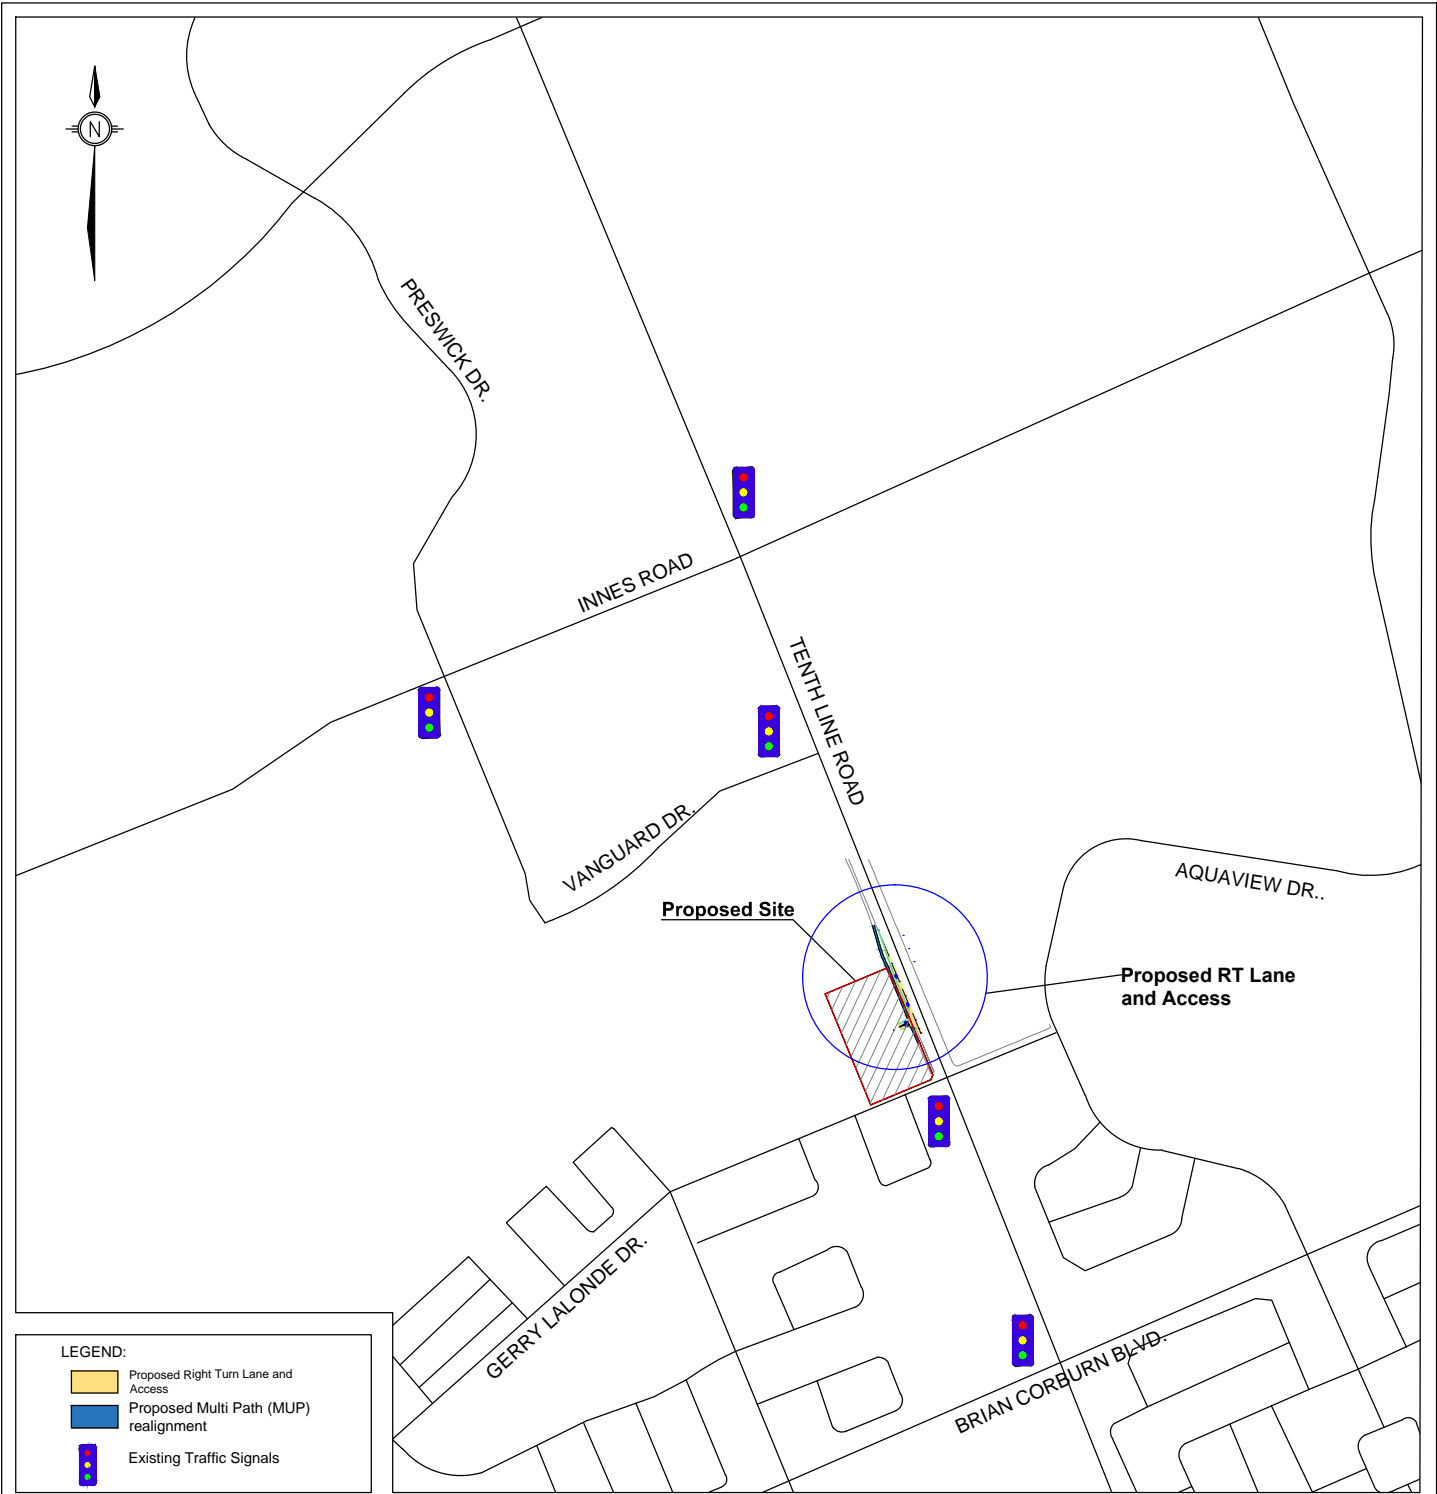 N
PRESWICK DR.
INNES ROAD
TENTH LINE ROAD
VANGUARD DR.
AQUAVIEW DR..
Proposed Site
Proposed RT Lane
and Access
GERRY LALONDE DR.
BRIAN CORBURN BLVD.
LEGEND:
Proposed Right Turn Lane and
Access
Proposed Multi Path (MUP)
realignment
Existing Traffic Signals